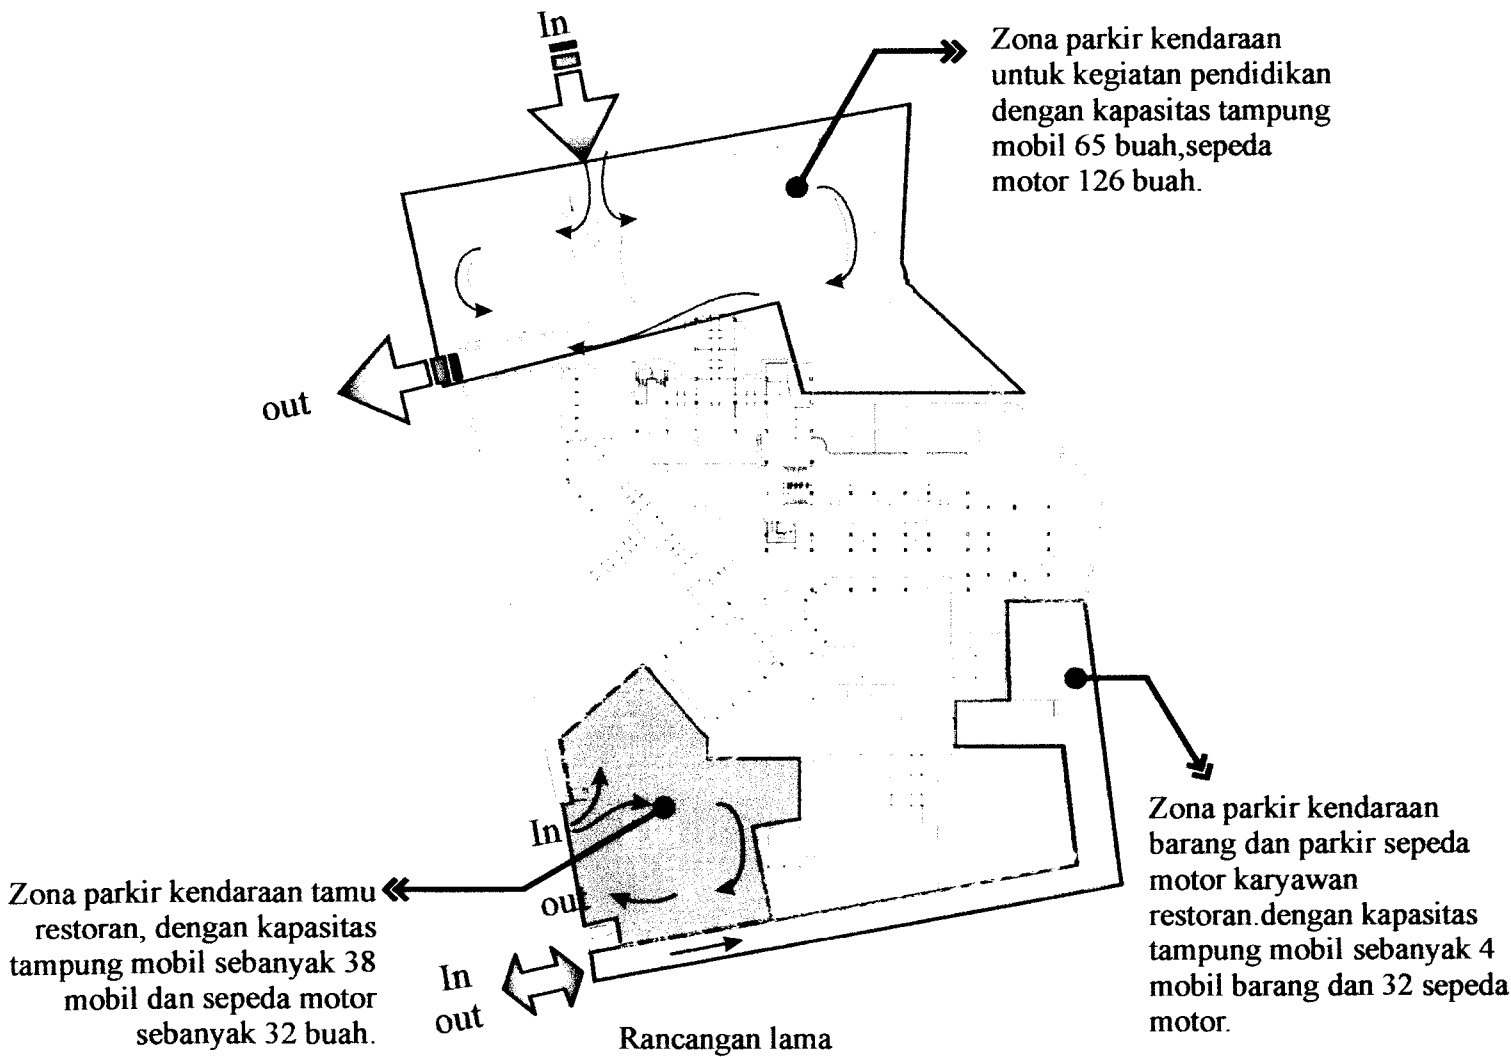 In
Zona parkir kendaraan
untuk kegiatan pendidikan
dengan kapasitas tampung
mobil 65 buah,sepeda
motor 126 buah.
out
In
out
Zona parkir kendaraan tamu
restoran, dengan kapasitas
tampung mobil sebanyak 38
mobil dan sepeda motor
sebanyak 32 buah.
In
out
Zona parkir kendaraan
barang dan parkir sepeda
motor karyawan
restoran.dengan kapasitas
tampung mobil sebanyak 4
mobil barang dan 32 sepeda
motor.
Rancangan lama